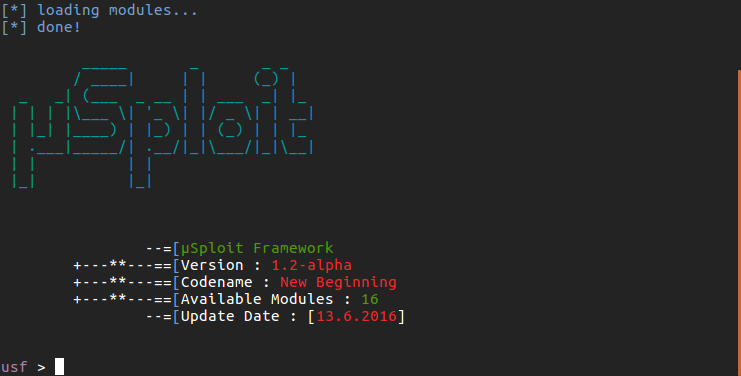 [*] loading modules...
[*] done!
µSploit
--=[µSploit Framework
+---**---==[Version : 1.2-alpha
+---**---==[Codename : New Beginning
+---**---==[Available Modules : 16
--=[Update Date : [13.6.2016]
usf >